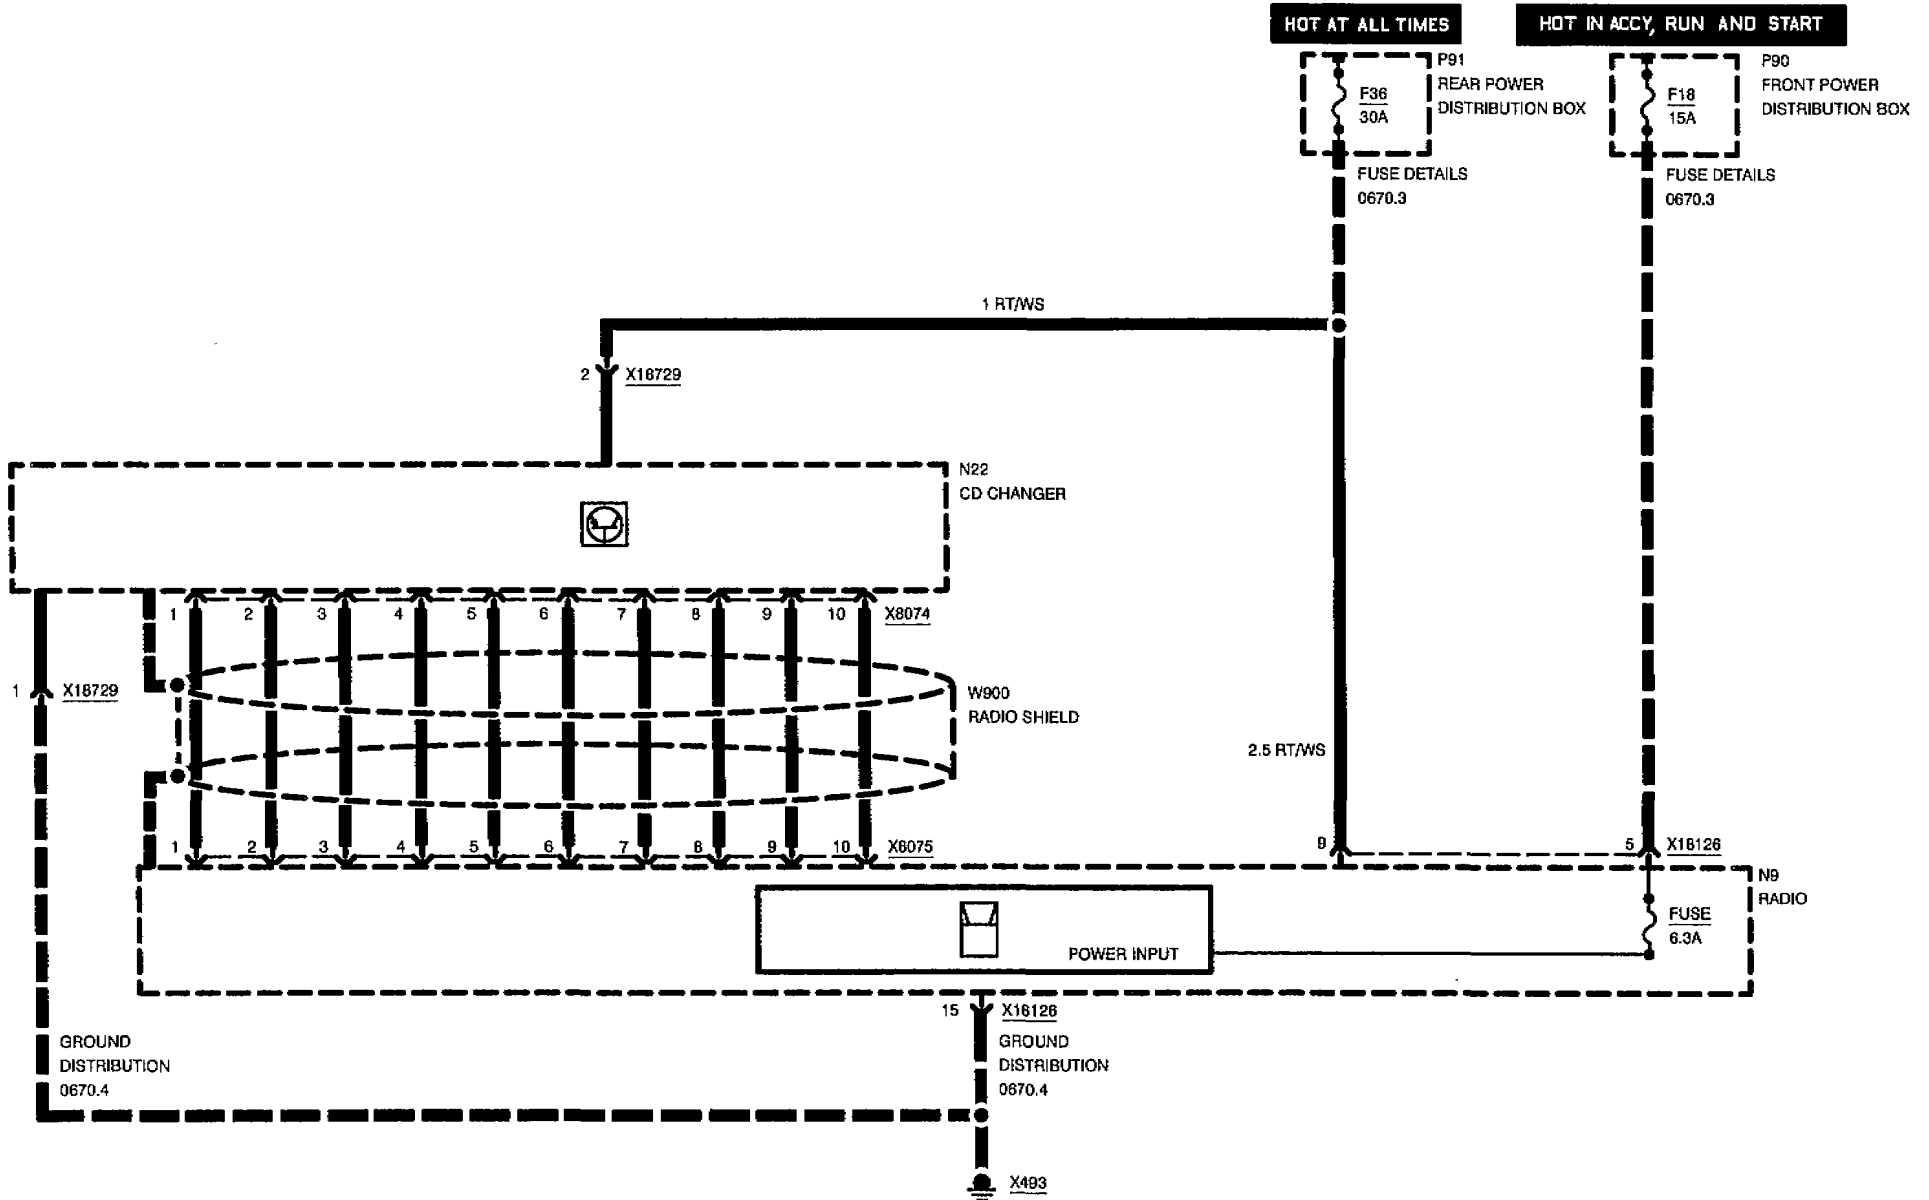 HOT AT ALL TIMES
HOT IN ACCY, RUN AND START
P91
REAR POWER
DISTRIBUTION BOX
F36
30A
FUSE DETAILS
0670.3
P90
FRONT POWER
DISTRIBUTION BOX
F18
15A
FUSE DETAILS
0670.3
1 RT/WS
2 X18729
N22
CD CHANGER
1 2 3 4 5 6 7 8 9 10 X8074
1 X18729
W900
RADIO SHIELD
2.5 RT/WS
1 2 3 4 5 6 7 8 9 10 X6075
9 5 X18126
N9
RADIO
FUSE
6.3A
POWER INPUT
15 X16126
GROUND
DISTRIBUTION
0670.4
GROUND
DISTRIBUTION
0670.4
X493